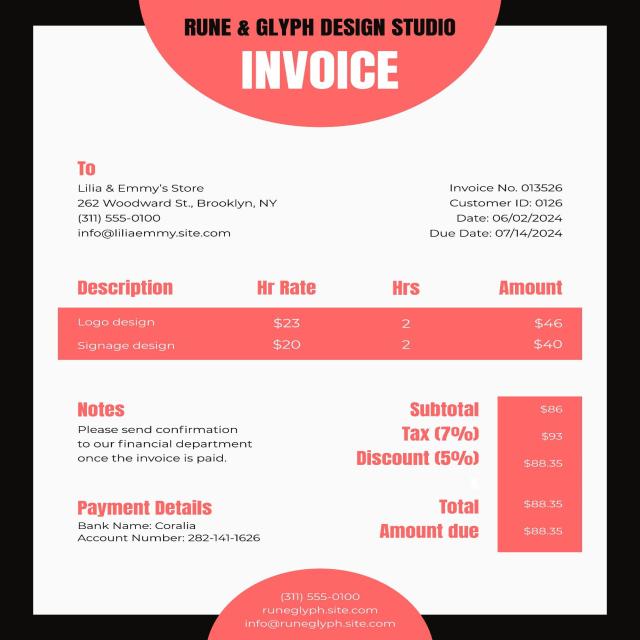 RUNE & GLYPH DESIGN STUDIO
INVOICE
To
Lilia & Emmy's Store
262 Woodward St., Brooklyn, NY
(311) 555-0100
info@liliaemmy.site.com
Invoice No. 013526
Customer ID: 0126
Date: 06/02/2024
Due Date: 07/14/2024
Description Hr Rate Hrs Amount
Logo design $23 2 $46
Signage design $20 2 $40
Notes
Please send confirmation
to our financial department
once the invoice is paid.
Payment Details
Bank Name: Coralia
Account Number: 282-141-1626
Subtotal $86
Tax (7%) $93
Discount (5%) $88.35
Total $88.35
Amount due $88.35
(311) 555-0100
runeglyph.site.com
info@runeglyph.site.com